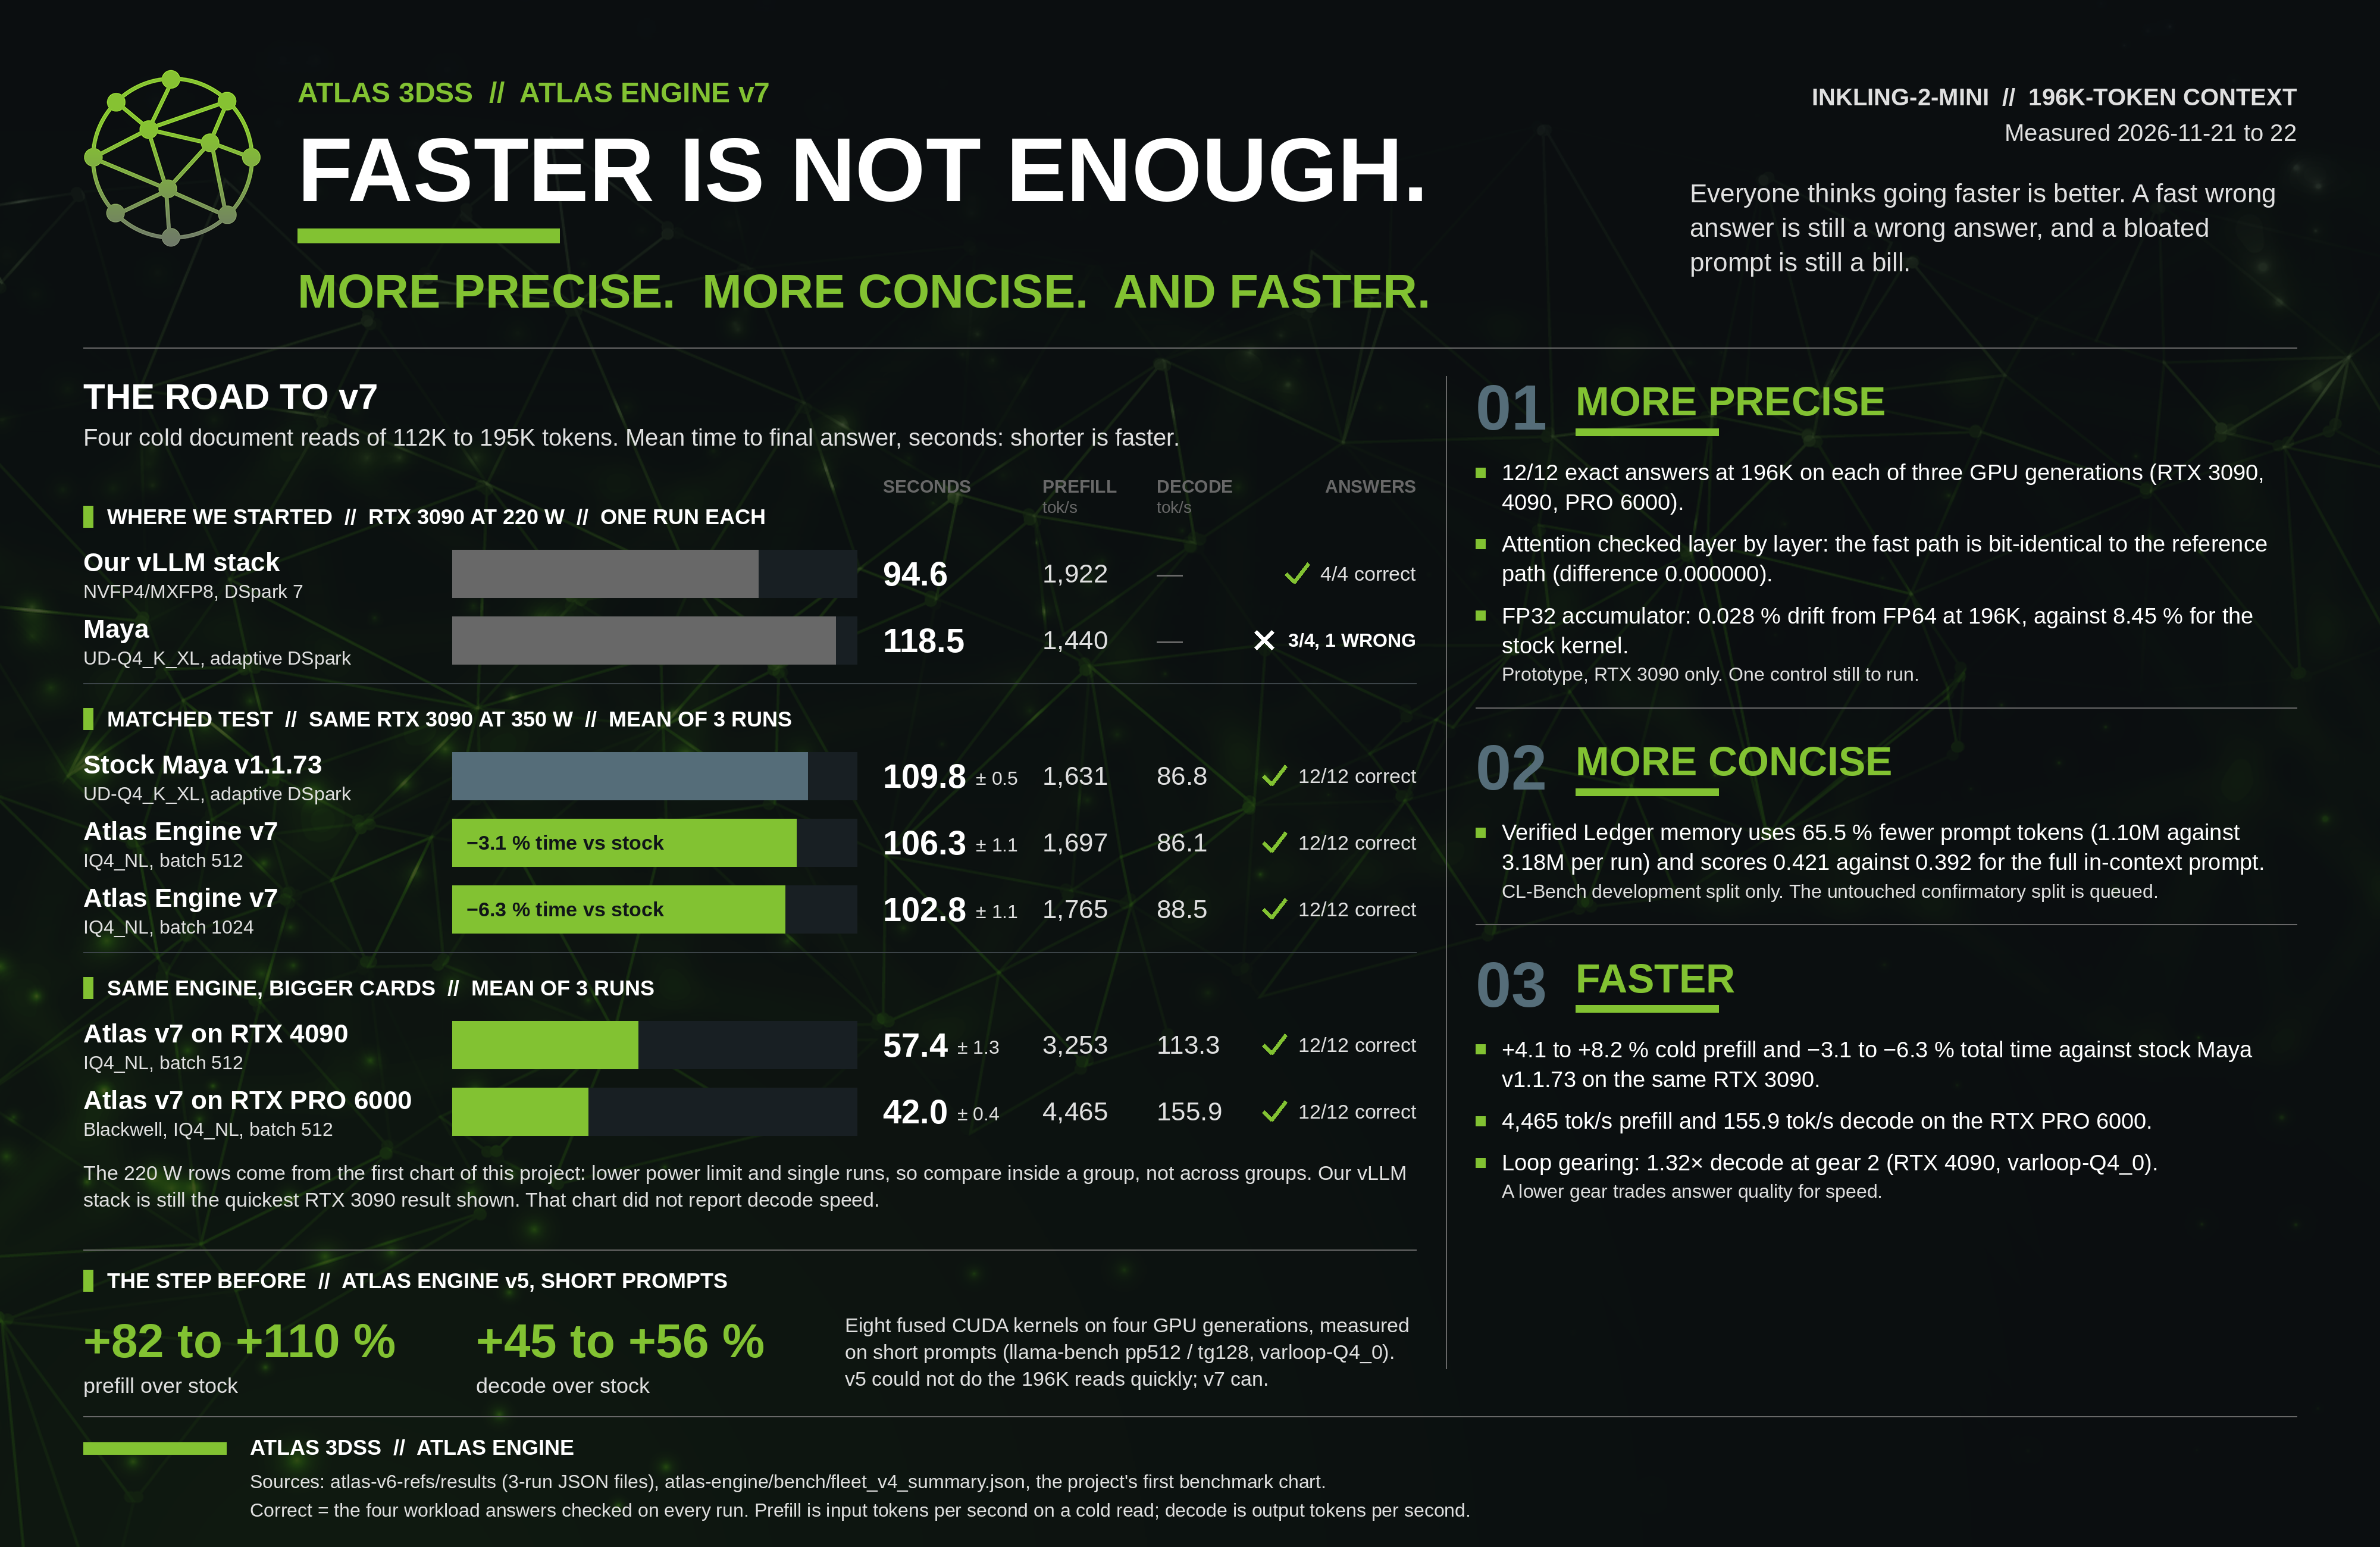 ATLAS 3DSS // ATLAS ENGINE v7
FASTER IS NOT ENOUGH.
MORE PRECISE. MORE CONCISE. AND FASTER.
INKLING-2-MINI // 196K-TOKEN CONTEXT
Measured 2026-11-21 to 22
Everyone thinks going faster is better. A fast wrong
answer is still a wrong answer, and a bloated
prompt is still a bill.
THE ROAD TO v7
Four cold document reads of 112K to 195K tokens. Mean time to final answer, seconds: shorter is faster.
SECONDS PREFILL DECODE ANSWERS
tok/s tok/s
WHERE WE STARTED // RTX 3090 AT 220 W // ONE RUN EACH
Our vLLM stack 94.6 1,922 — 4/4 correct
NVFP4/MXFP8, DSpark 7
Maya 118.5 1,440 — 3/4, 1 WRONG
UD-Q4_K_XL, adaptive DSpark
MATCHED TEST // SAME RTX 3090 AT 350 W // MEAN OF 3 RUNS
Stock Maya v1.1.73 109.8 ± 0.5 1,631 86.8 12/12 correct
UD-Q4_K_XL, adaptive DSpark
Atlas Engine v7 −3.1 % time vs stock 106.3 ± 1.1 1,697 86.1 12/12 correct
IQ4_NL, batch 512
Atlas Engine v7 −6.3 % time vs stock 102.8 ± 1.1 1,765 88.5 12/12 correct
IQ4_NL, batch 1024
SAME ENGINE, BIGGER CARDS // MEAN OF 3 RUNS
Atlas v7 on RTX 4090 57.4 ± 1.3 3,253 113.3 12/12 correct
IQ4_NL, batch 512
Atlas v7 on RTX PRO 6000 42.0 ± 0.4 4,465 155.9 12/12 correct
Blackwell, IQ4_NL, batch 512
The 220 W rows come from the first chart of this project: lower power limit and single runs, so compare inside a group, not across groups. Our vLLM
stack is still the quickest RTX 3090 result shown. That chart did not report decode speed.
THE STEP BEFORE // ATLAS ENGINE v5, SHORT PROMPTS
+82 to +110 %
prefill over stock
+45 to +56 %
decode over stock
Eight fused CUDA kernels on four GPU generations, measured
on short prompts (llama-bench pp512 / tg128, varloop-Q4_0).
v5 could not do the 196K reads quickly; v7 can.
01 MORE PRECISE
12/12 exact answers at 196K on each of three GPU generations (RTX 3090,
4090, PRO 6000).
Attention checked layer by layer: the fast path is bit-identical to the reference
path (difference 0.000000).
FP32 accumulator: 0.028 % drift from FP64 at 196K, against 8.45 % for the
stock kernel.
Prototype, RTX 3090 only. One control still to run.
02 MORE CONCISE
Verified Ledger memory uses 65.5 % fewer prompt tokens (1.10M against
3.18M per run) and scores 0.421 against 0.392 for the full in-context prompt.
CL-Bench development split only. The untouched confirmatory split is queued.
03 FASTER
+4.1 to +8.2 % cold prefill and −3.1 to −6.3 % total time against stock Maya
v1.1.73 on the same RTX 3090.
4,465 tok/s prefill and 155.9 tok/s decode on the RTX PRO 6000.
Loop gearing: 1.32× decode at gear 2 (RTX 4090, varloop-Q4_0).
A lower gear trades answer quality for speed.
ATLAS 3DSS // ATLAS ENGINE
Sources: atlas-v6-refs/results (3-run JSON files), atlas-engine/bench/fleet_v4_summary.json, the project's first benchmark chart.
Correct = the four workload answers checked on every run. Prefill is input tokens per second on a cold read; decode is output tokens per second.